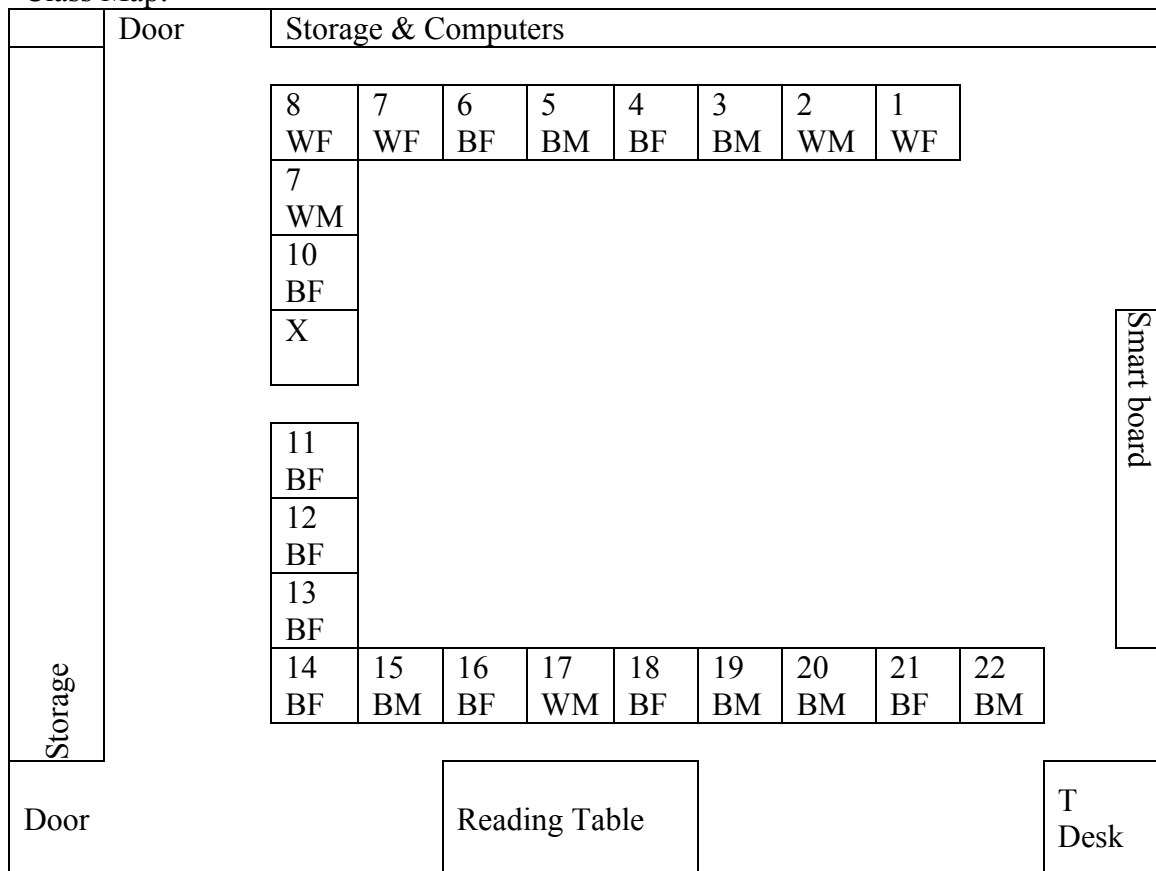 Door Storage & Computers
8 7 6 5 4 3 2 1
WF WF BF BM BF BM WM WF
7
WM
10
BF
X
Smart board
11
BF
12
BF
13
BF
14 15 16 17 18 19 20 21 22
BF BM BF WM BF BM BM BF BM
Storage
Door Reading Table T
Desk